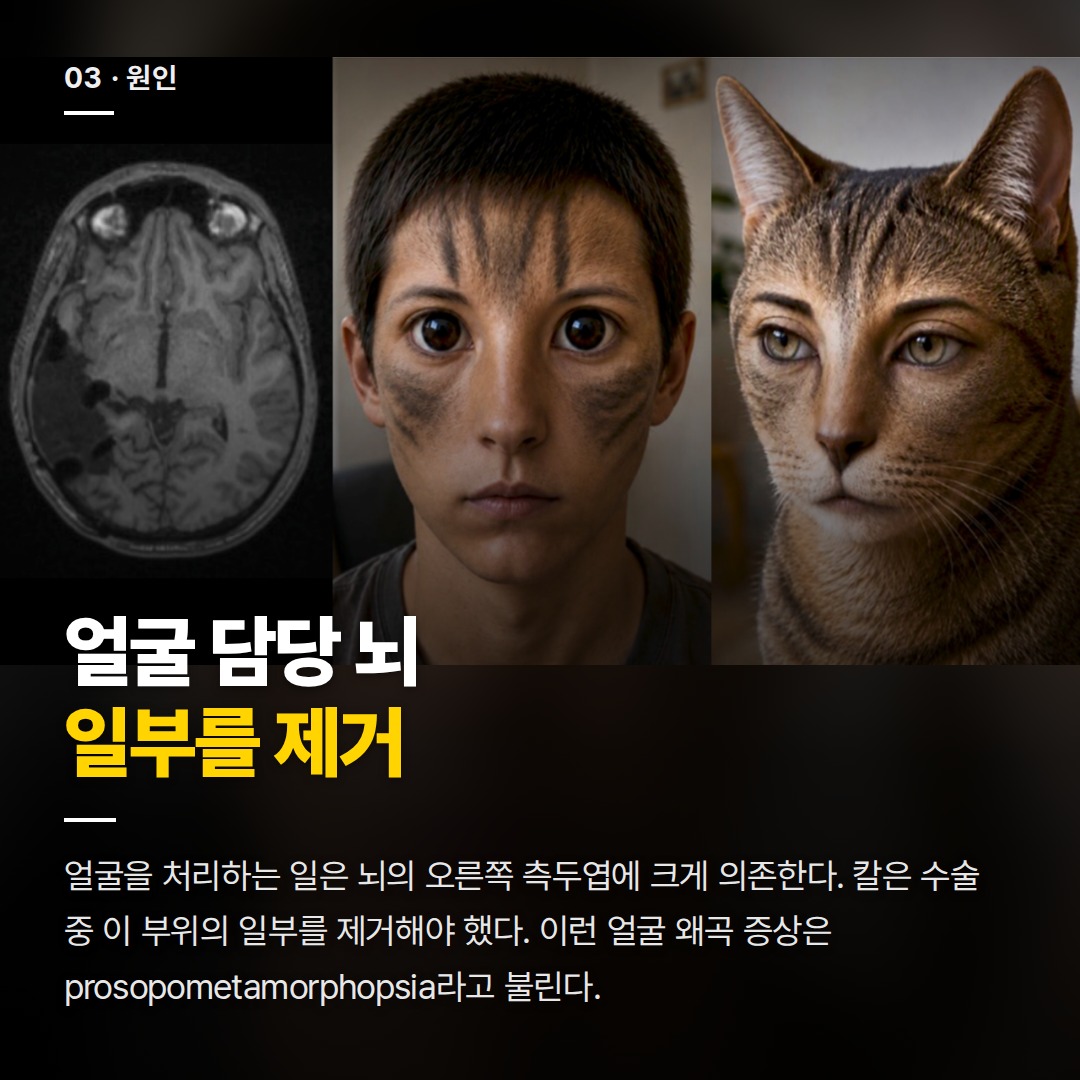 03 · 원인
얼굴 담당 뇌
일부를 제거
얼굴을 처리하는 일은 뇌의 오른쪽 측두엽에 크게 의존한다. 칼은 수술
중 이 부위의 일부를 제거해야 했다. 이런 얼굴 왜곡 증상은
prosopometamorphopsia라고 불린다.